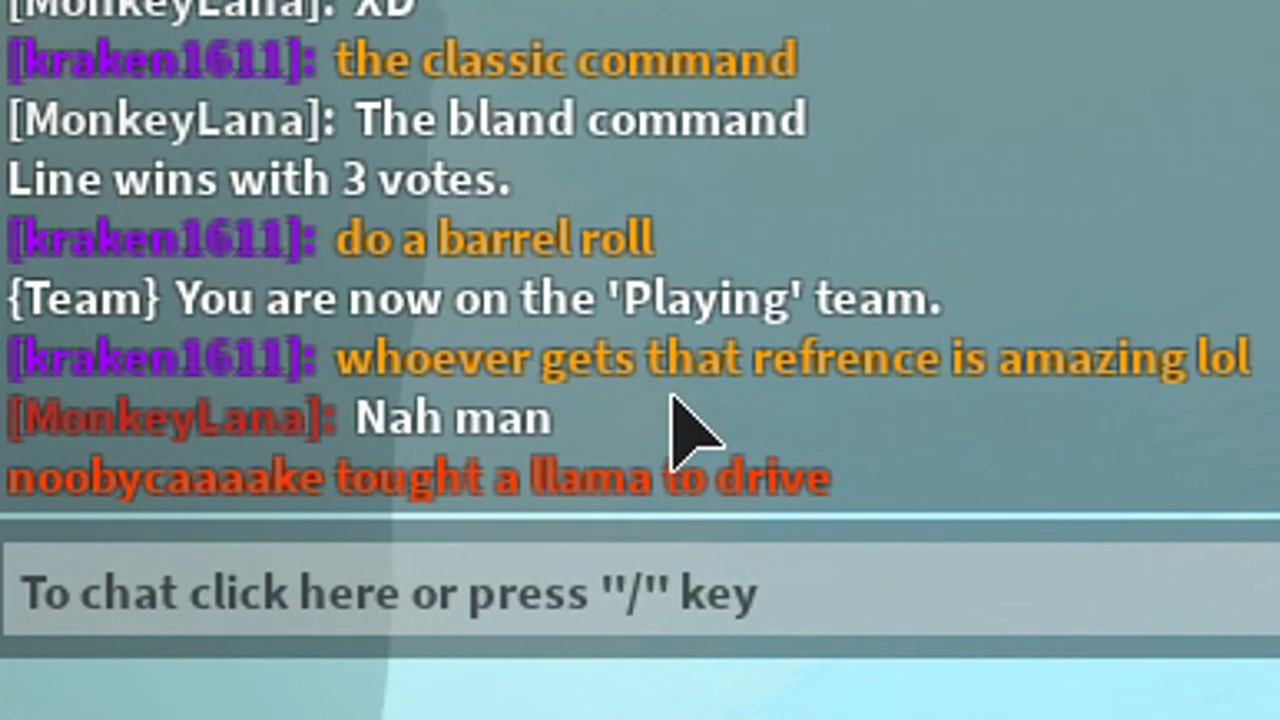 [MonkeyLana]: XD
[kraken1611]: the classic command
[MonkeyLana]: The bland command
Line wins with 3 votes.
[kraken1611]: do a barrel roll
{Team} You are now on the 'Playing' team.
[kraken1611]: whoever gets that refrence is amazing lol
[MonkeyLana]: Nah man
noobycaaaake tought a llama to drive
To chat click here or press "/" key